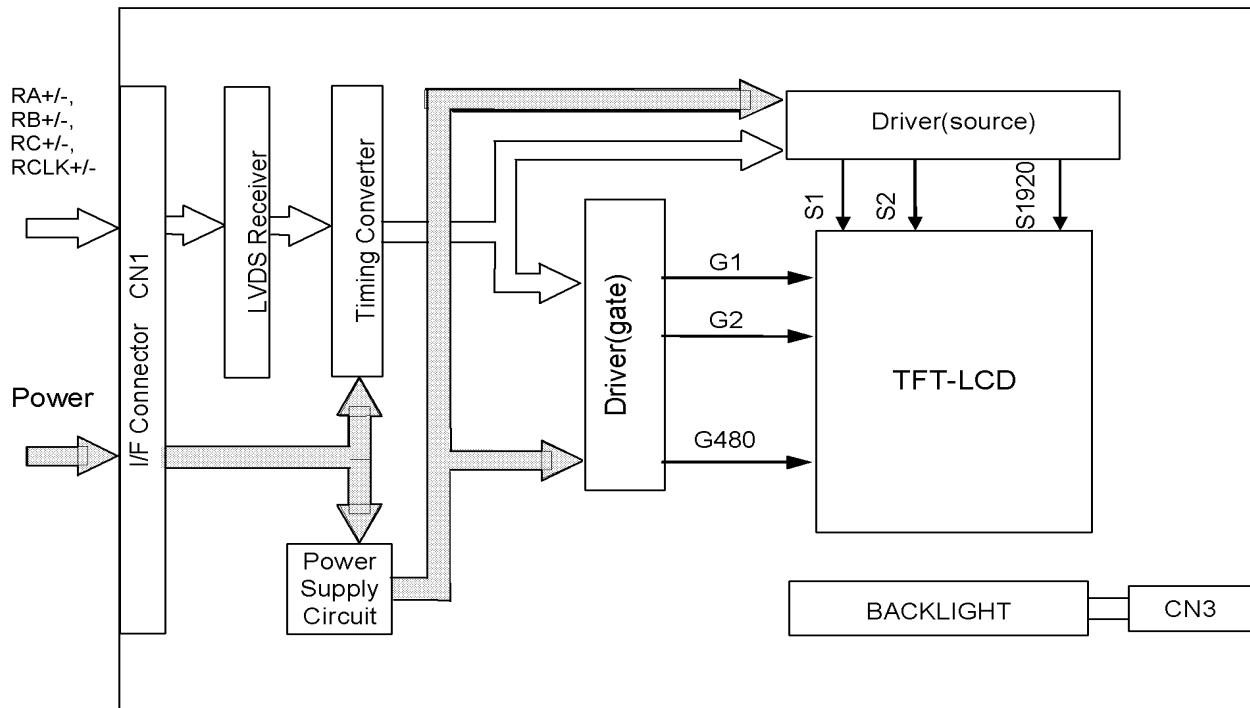 RA+/-,
RB+/-,
RC+/-,
RCLK+/-
Power
I/F Connector CN1
LVDS Receiver
Timing Converter
Power
Supply
Circuit
Driver(gate)
Driver(source)
S1
S2
S1920
G1
G2
G480
TFT-LCD
BACKLIGHT
CN3